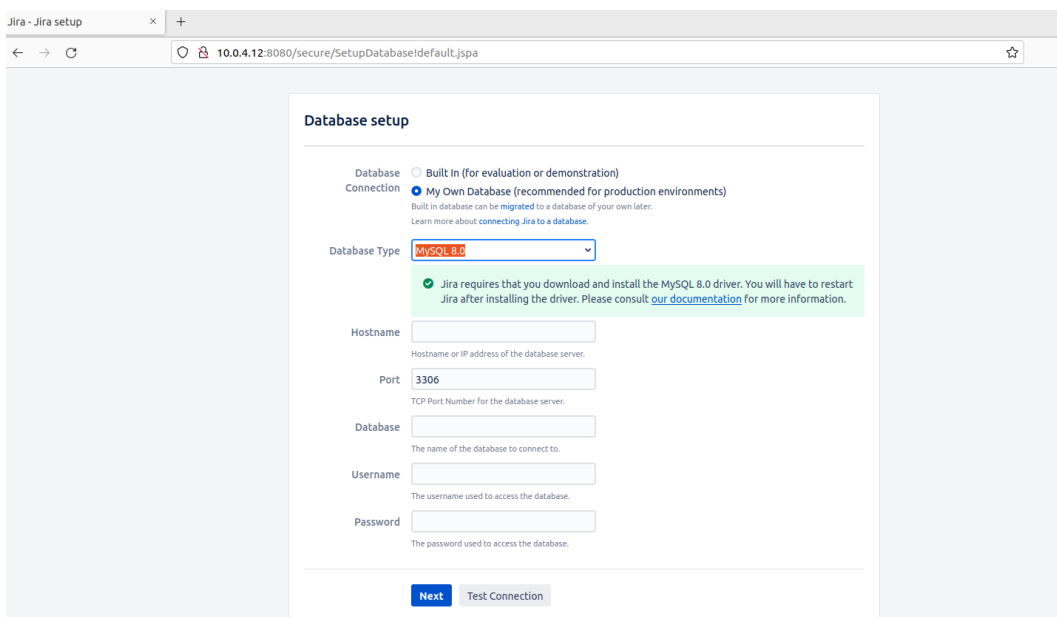 Jira - Jira setup
10.0.4.12:8080/secure/SetupDatabase!default.jspa
Database setup
Database Connection
Built In (for evaluation or demonstration)
My Own Database (recommended for production environments)
Built in database can be migrated to a database of your own later.
Learn more about connecting Jira to a database.
Database Type
MySQL 8.0
Jira requires that you download and install the MySQL 8.0 driver. You will have to restart
Jira after installing the driver. Please consult our documentation for more information.
Hostname
Hostname or IP address of the database server.
Port
3306
TCP Port Number for the database server.
Database
The name of the database to connect to.
Username
The username used to access the database.
Password
The password used to access the database.
Next
Test Connection